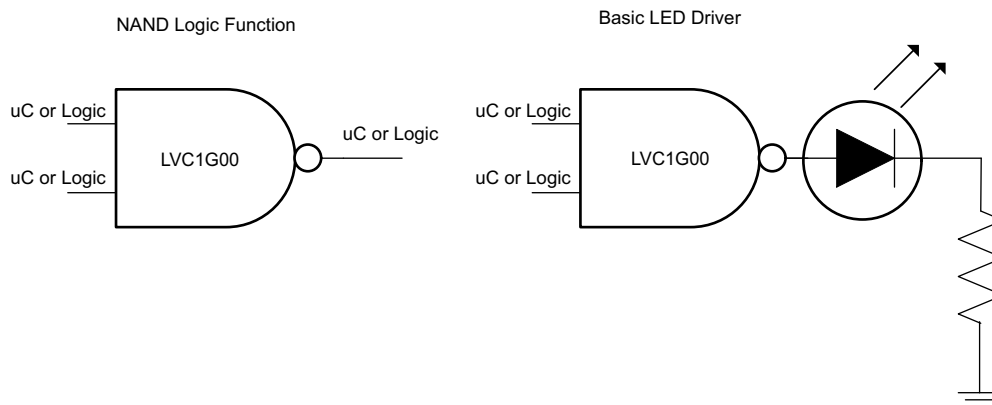 NAND Logic Function
Basic LED Driver
uC or Logic
uC or Logic
LVC1G00
uC or Logic
uC or Logic
uC or Logic
LVC1G00